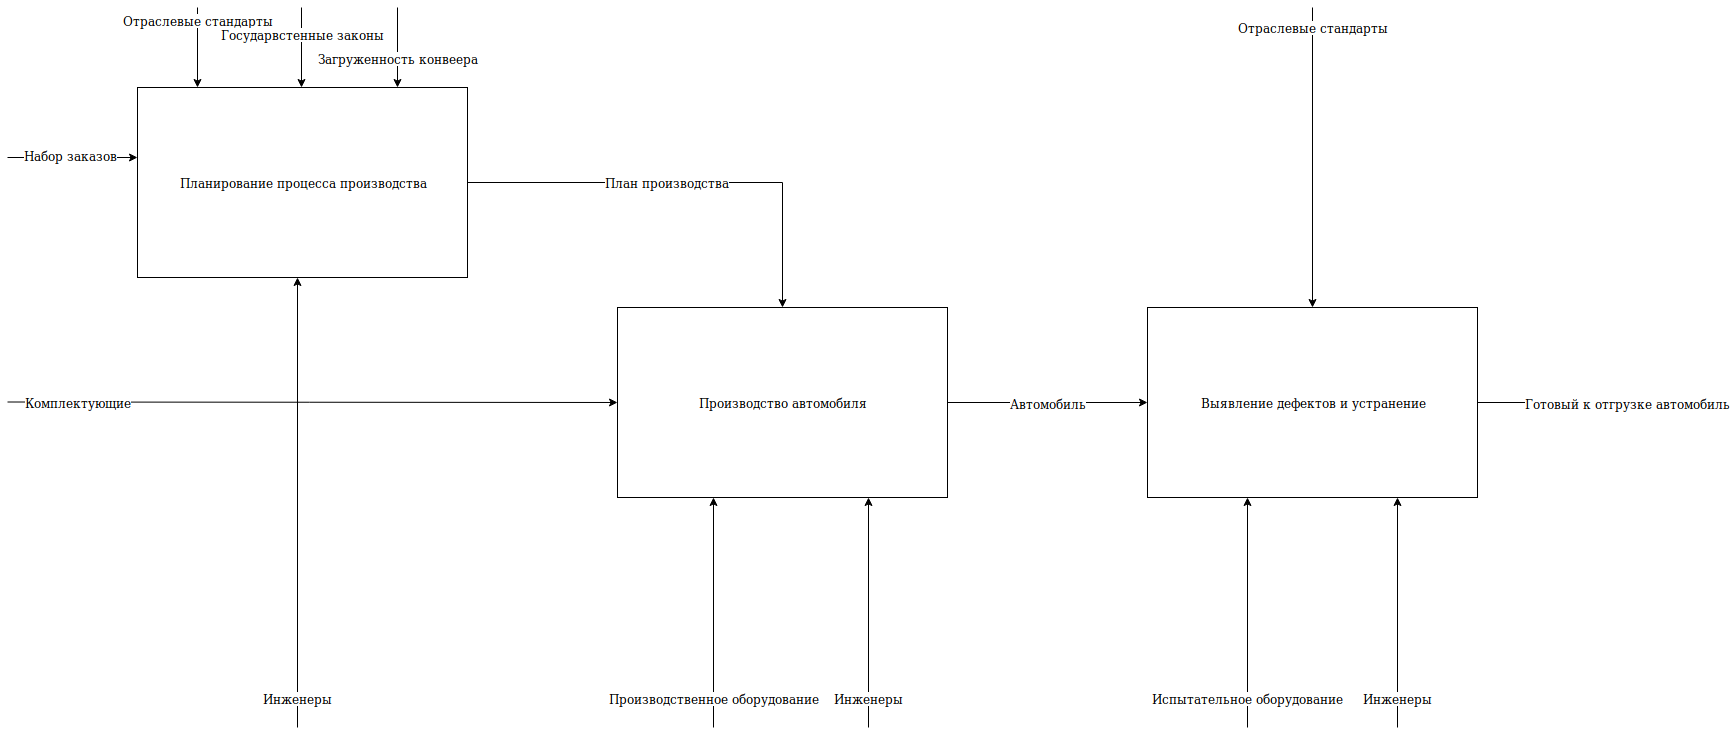 Отраслевые стандарты
Государвстенные законы
Загруженность конвеера
Отраслевые стандарты
Набор заказов
Планирование процесса производства
План производства
Комплектующие
Производство автомобиля
Автомобиль
Выявление дефектов и устранение
Готовый к отгрузке автомобиль
Инженеры
Производственное оборудование
Инженеры
Испытательное оборудование
Инженеры